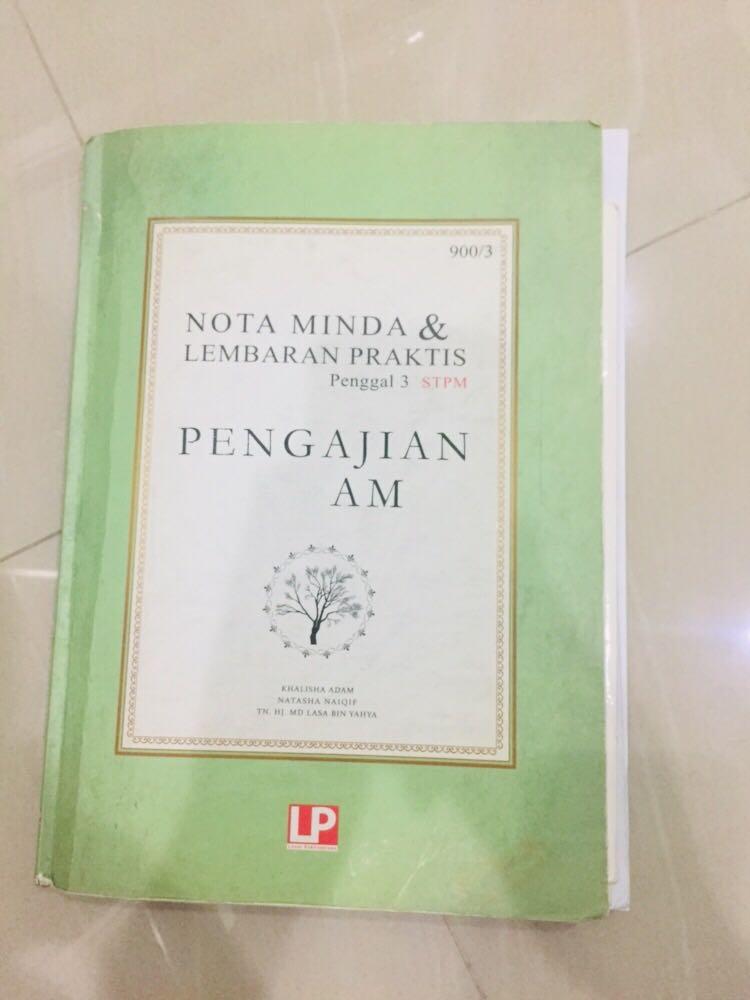 900/3
NOTA MINDA &
LEMBARAN PRAKTIS
Penggal 3 STPM
PENGAJIAN
AM
KHALISHA ADAM
NATASHA NAIQIF
TN. HJ. MD LASA BIN YAHYA
LP